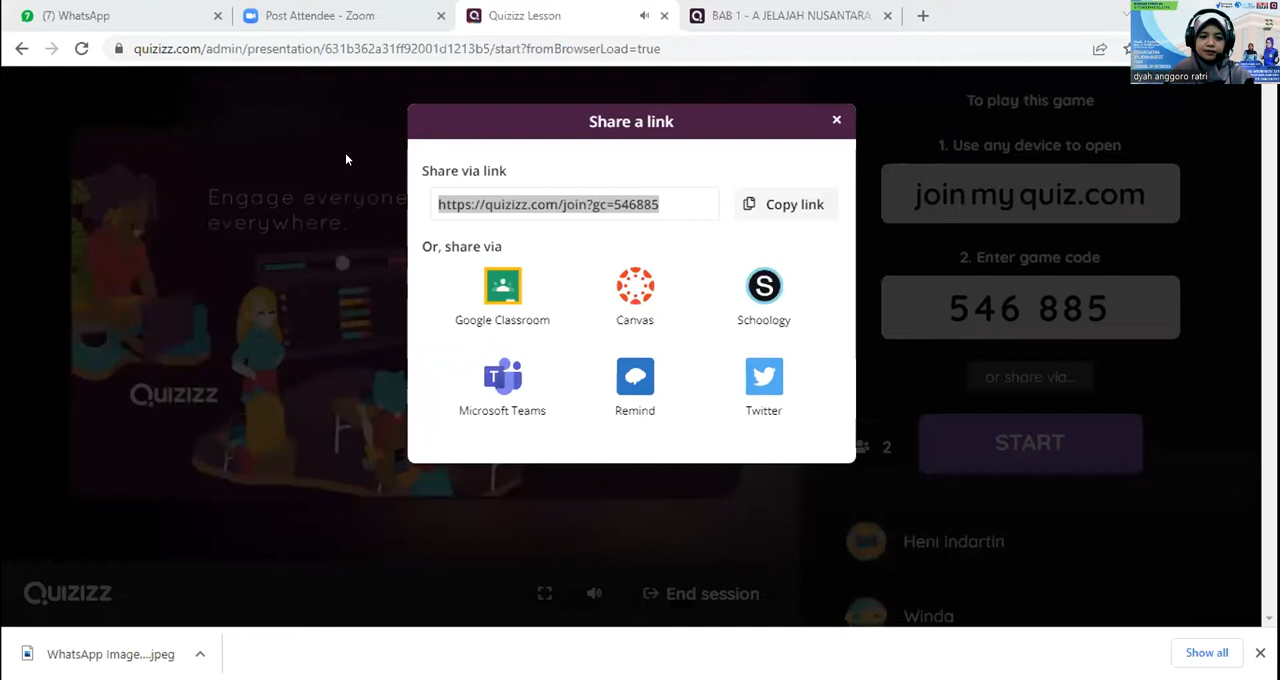 (7) WhatsApp
Post Attendee - Zoom
Quizizz Lesson
BAB 1 - A JELAJAH NUSANTARA
quizizz.com/admin/presentation/631b362a31ff92001d1213b5/start?fromBrowserLoad=true
dyah anggoro ratri
Share a link
Share via link
https://quizizz.com/join?gc=546885
Copy link
Or, share via
Google Classroom
Canvas
Schoology
Microsoft Teams
Remind
Twitter
Engage everyone
everywhere.
QUIZIZZ
To play this game
1. Use any device to open
join my quiz.com
2. Enter game code
546 885
or share via...
2
START
Heni Indartin
Winda
QUIZIZZ
End session
WhatsApp Image....jpeg
Show all